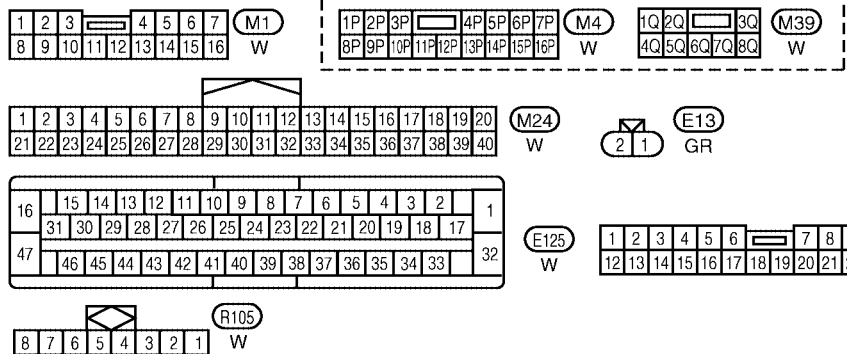 1 2 3 4 5 6 7 M1
8 9 10 11 12 13 14 15 16 W
1P 2P 3P 4P 5P 6P 7P M4
8P 9P 10P 11P 12P 13P 14P 15P 16P W
1Q 2Q 3Q M39
4Q 5Q 6Q 7Q 8Q W
1 2 3 4 5 6 7 8 9 10 11 12 13 14 15 16 17 18 19 20 M24
21 22 23 24 25 26 27 28 29 30 31 32 33 34 35 36 37 38 39 40 W
E13
2 1 GR
16 15 14 13 12 11 10 9 8 7 6 5 4 3 2 1
31 30 29 28 27 26 25 24 23 22 21 20 19 18 17
47 46 45 44 43 42 41 40 39 38 37 36 35 34 33 32
E125
W
1 2 3 4 5 6 7 8
12 13 14 15 16 17 18 19 20 21
R105
8 7 6 5 4 3 2 1 W